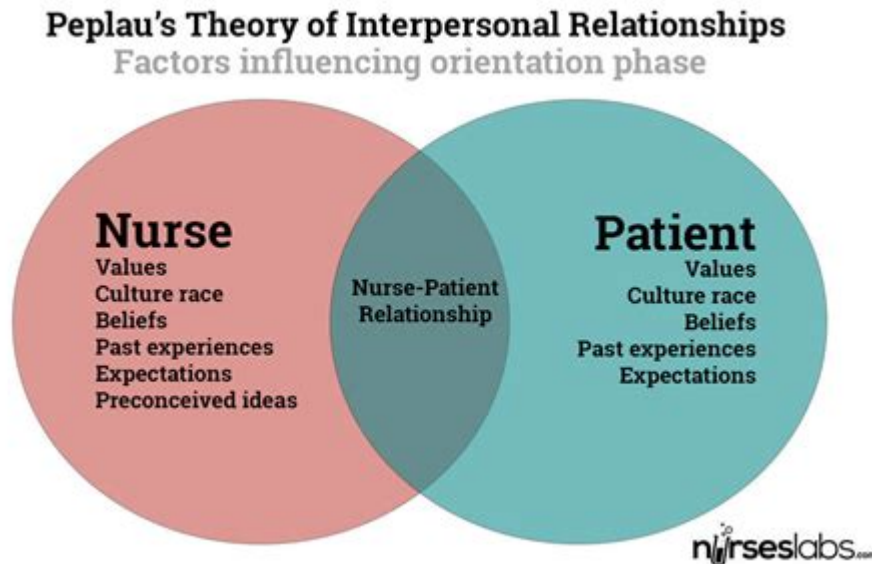 Peplau's Theory of Interpersonal Relationships
Factors influencing orientation phase
Nurse
Values
Culture race
Beliefs
Past experiences
Expectations
Preconceived ideas
Nurse-Patient
Relationship
Patient
Values
Culture race
Beliefs
Past experiences
Expectations
nurseslabs.com